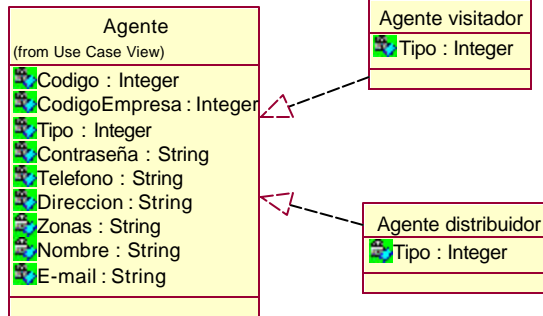 Agente
(from Use Case View)
Codigo : Integer
CodigoEmpresa : Integer
Tipo : Integer
Contraseña : String
Telefono : String
Direccion : String
Zonas : String
Nombre : String
E-mail : String
Agente visitador
Tipo : Integer
Agente distribuidor
Tipo : Integer